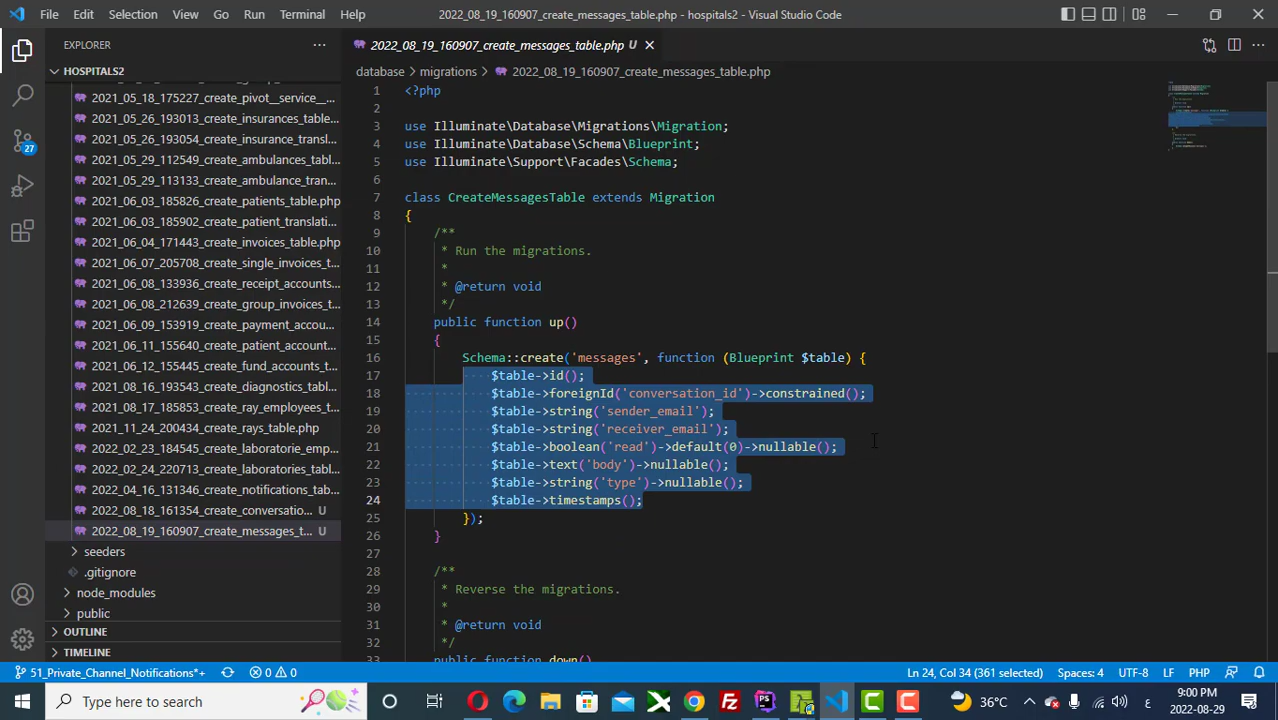 File Edit Selection View Go Run Terminal Help
2022_08_19_160907_create_messages_table.php - hospitals2 - Visual Studio Code
EXPLORER
2022_08_19_160907_create_messages_table.php U
HOSPITALS2
database > migrations > 2022_08_19_160907_create_messages_table.php
2021_05_18_175227_create_pivot__service__...
2021_05_26_193013_create_insurances_table...
2021_05_26_193054_create_insurance_transl...
2021_05_29_112549_create_ambulances_tabl...
2021_05_29_113133_create_ambulance_tran...
2021_06_03_185826_create_patients_table.php
2021_06_03_185902_create_patient_translati...
2021_06_04_171443_create_invoices_table.php
2021_06_07_205708_create_single_invoices_t...
2021_06_08_133936_create_receipt_accounts...
2021_06_08_212639_create_group_invoices_t...
2021_06_09_153919_create_payment_accou...
2021_06_11_155640_create_patient_account...
2021_06_12_155644_create_fund_accounts_t...
2021_08_16_193543_create_diagnostics_tabl...
2021_08_17_185853_create_ray_employees_t...
2021_11_24_200434_create_rays_table.php
2022_02_23_184545_create_laboratorie_emp...
2022_02_24_220713_create_laboratories_tabl...
2022_04_16_131346_create_notifications_tab...
2022_08_18_161354_create_conversatio... U
2022_08_19_160907_create_messages_t... U
seeders
.gitignore
node_modules
public
OUTLINE
TIMELINE
1 <?php
2
3 use Illuminate\Database\Migrations\Migration;
4 use Illuminate\Database\Schema\Blueprint;
5 use Illuminate\Support\Facades\Schema;
6
7 class CreateMessagesTable extends Migration
8 {
9 /**
10 * Run the migrations.
11 *
12 * @return void
13 */
14 public function up()
15 {
16 Schema::create('messages', function (Blueprint $table) {
17 $table->id();
18 $table->foreignId('conversation_id')->constrained();
19 $table->string('sender_email');
20 $table->string('receiver_email');
21 $table->boolean('read')->default(0)->nullable();
22 $table->text('body')->nullable();
23 $table->string('type')->nullable();
24 $table->timestamps();
25 });
26 }
27
28 /**
29 * Reverse the migrations.
30 *
31 * @return void
32 */
33 public function down()
27
51_Private_Channel_Notifications*+ 0 0 Ln 24, Col 34 (361 selected) Spaces: 4 UTF-8 LF PHP
Type here to search 36°C ع 9:00 PM
2022-08-29